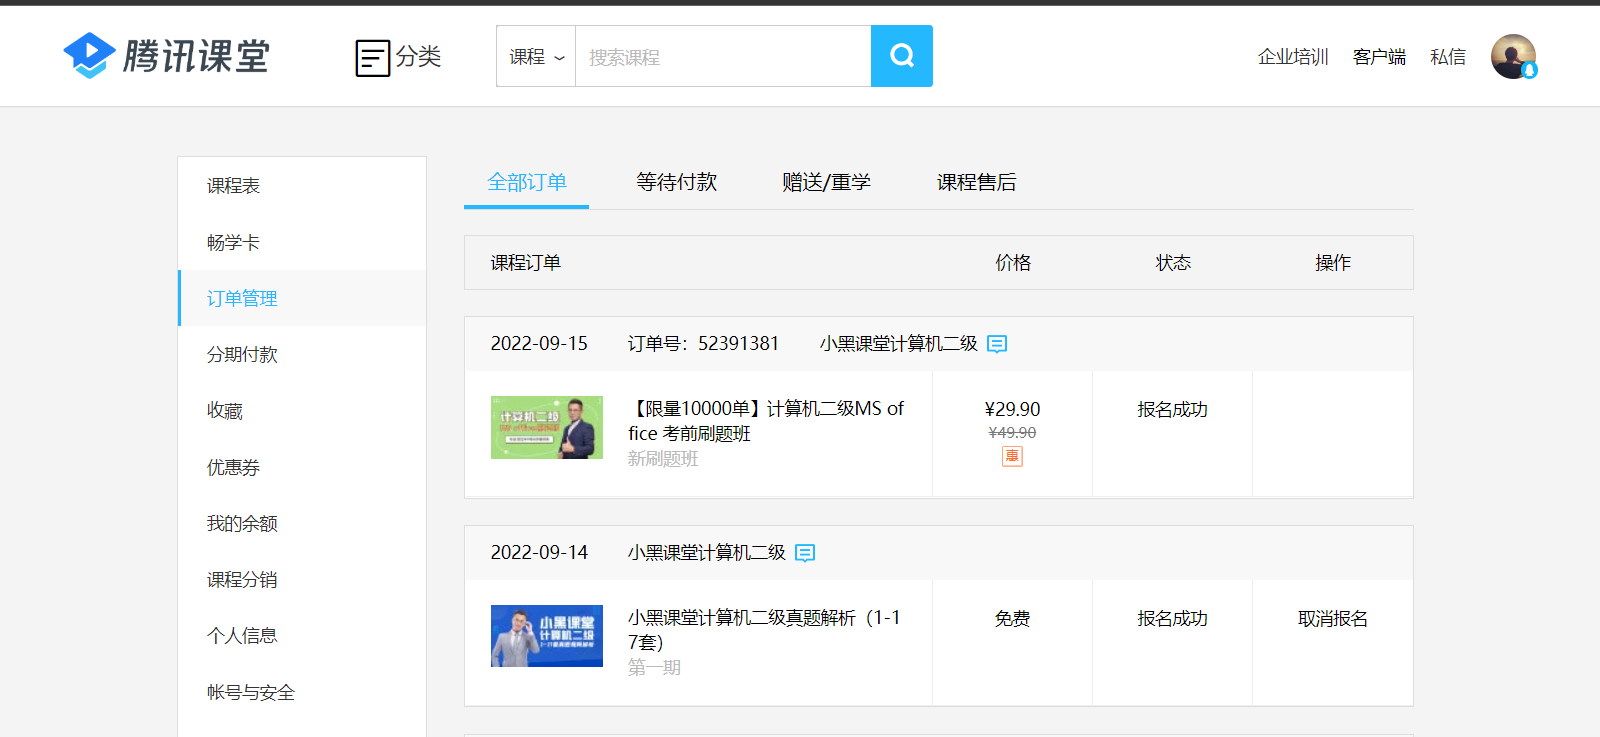 腾讯课堂
分类
课程
搜索课程
企业培训
客户端
私信
课程表
畅学卡
订单管理
分期付款
收藏
优惠券
我的余额
课程分销
个人信息
帐号与安全
全部订单
等待付款
赠送/重学
课程售后
课程订单
价格
状态
操作
2022-09-15
订单号：52391381
小黑课堂计算机二级
计算机二级
【限量10000单】计算机二级MS of
fice 考前刷题班
新刷题班
¥29.90
¥49.90
惠
报名成功
2022-09-14
小黑课堂计算机二级
小黑课堂
计算机二级
小黑课堂计算机二级真题解析（1-1
7套）
第一期
免费
报名成功
取消报名